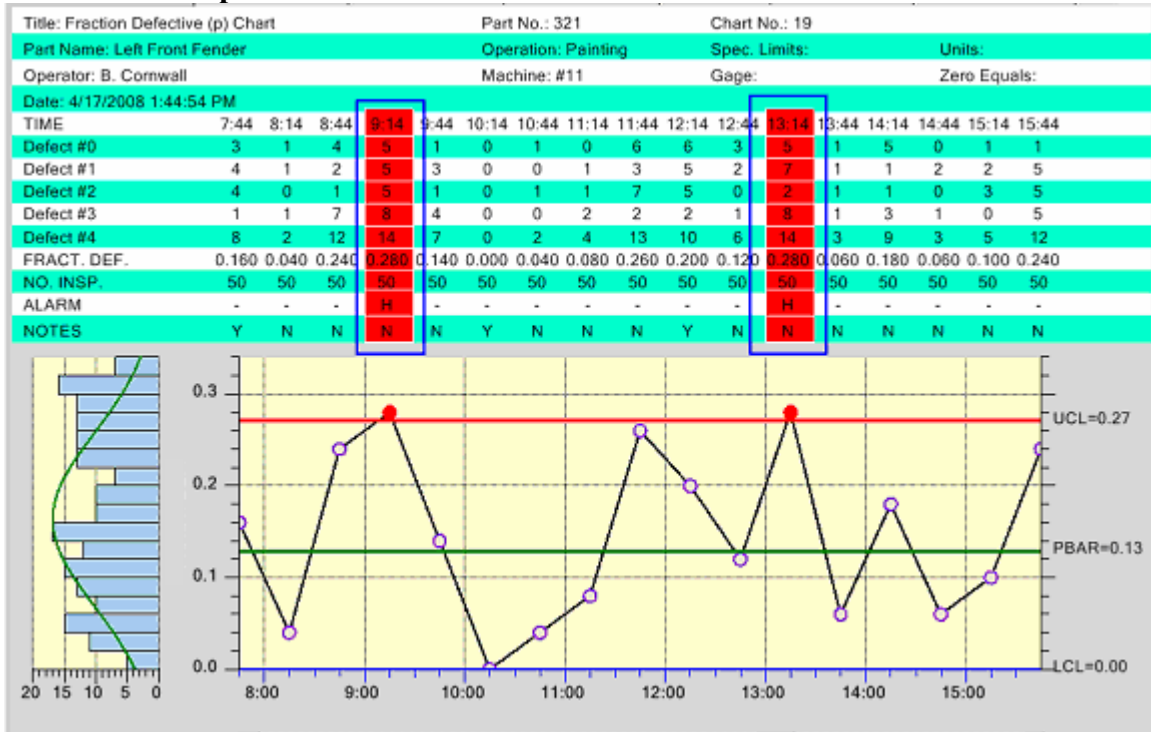 Title: Fraction Defective (p) Chart Part No.: 321 Chart No.: 19
Part Name: Left Front Fender Operation: Painting Spec. Limits: Units:
Operator: B. Cornwall Machine: #11 Gage: Zero Equals:
Date: 4/17/2008 1:44:54 PM
TIME 7:44 8:14 8:44 9:14 9:44 10:14 10:44 11:14 11:44 12:14 12:44 13:14 13:44 14:14 14:44 15:14 15:44
Defect #0 3 1 4 5 1 0 1 0 6 6 3 5 1 5 0 1 1
Defect #1 4 1 2 5 3 0 0 1 3 5 2 7 1 1 2 2 5
Defect #2 4 0 1 5 1 0 1 1 7 5 0 2 1 1 0 3 5
Defect #3 1 1 7 8 4 0 0 2 2 2 1 8 1 3 1 0 5
Defect #4 8 2 12 14 7 0 2 4 13 10 6 14 3 9 3 5 12
FRACT. DEF. 0.160 0.040 0.240 0.280 0.140 0.000 0.040 0.080 0.260 0.200 0.120 0.280 0.060 0.180 0.060 0.100 0.240
NO. INSP. 50 50 50 50 50 50 50 50 50 50 50 50 50 50 50 50 50
ALARM - - - H - - - - - - - H - - - - -
NOTES Y N N N N Y N N N Y N N N N N N N
0.3
UCL=0.27
0.2
PBAR=0.13
0.1
0.0 LCL=0.00
20 15 10 5 0 8:00 9:00 10:00 11:00 12:00 13:00 14:00 15:00